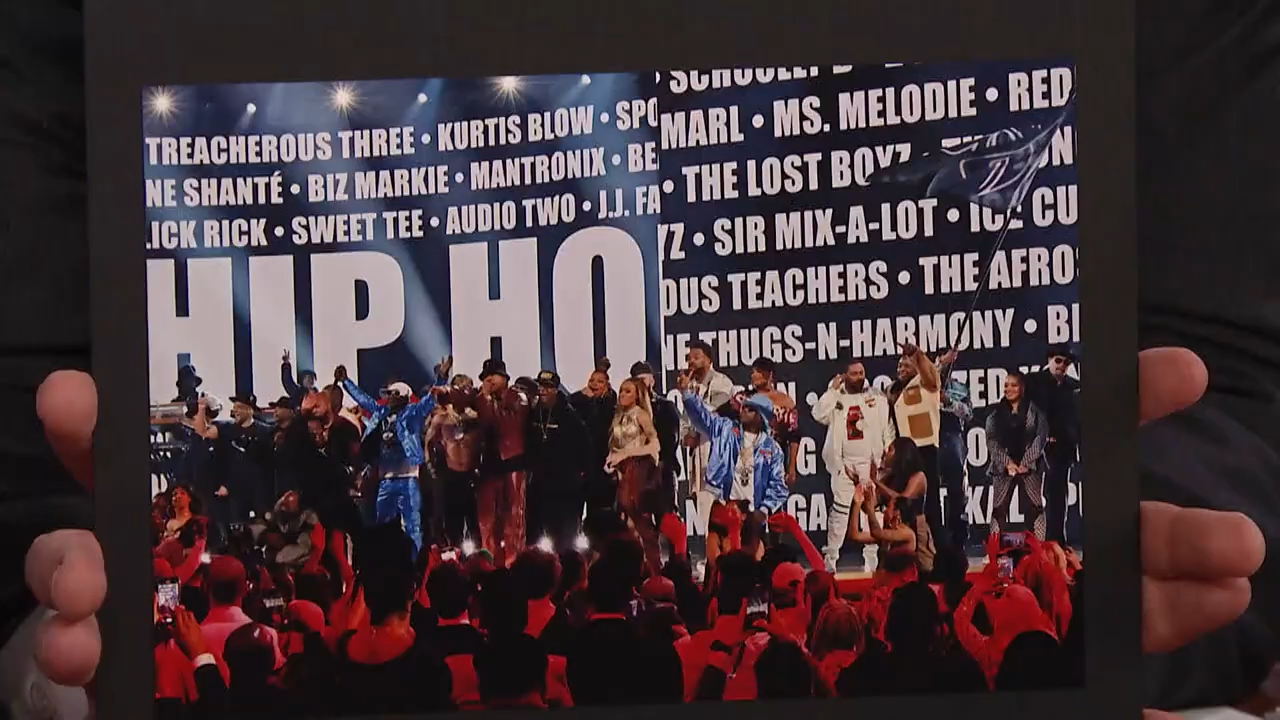 TREACHEROUS THREE • KURTIS BLOW • SPO
NE SHANTÉ • BIZ MARKIE • MANTRONIX • BE
LICK RICK • SWEET TEE • AUDIO TWO • J.J. FA
HIP HO
SCHOOLLY D
MARL • MS. MELODIE • RED
• THE LOST BOYZ
YZ • SIR MIX-A-LOT • ICE CU
OUS TEACHERS • THE AFROS
NE THUGS-N-HARMONY • BI